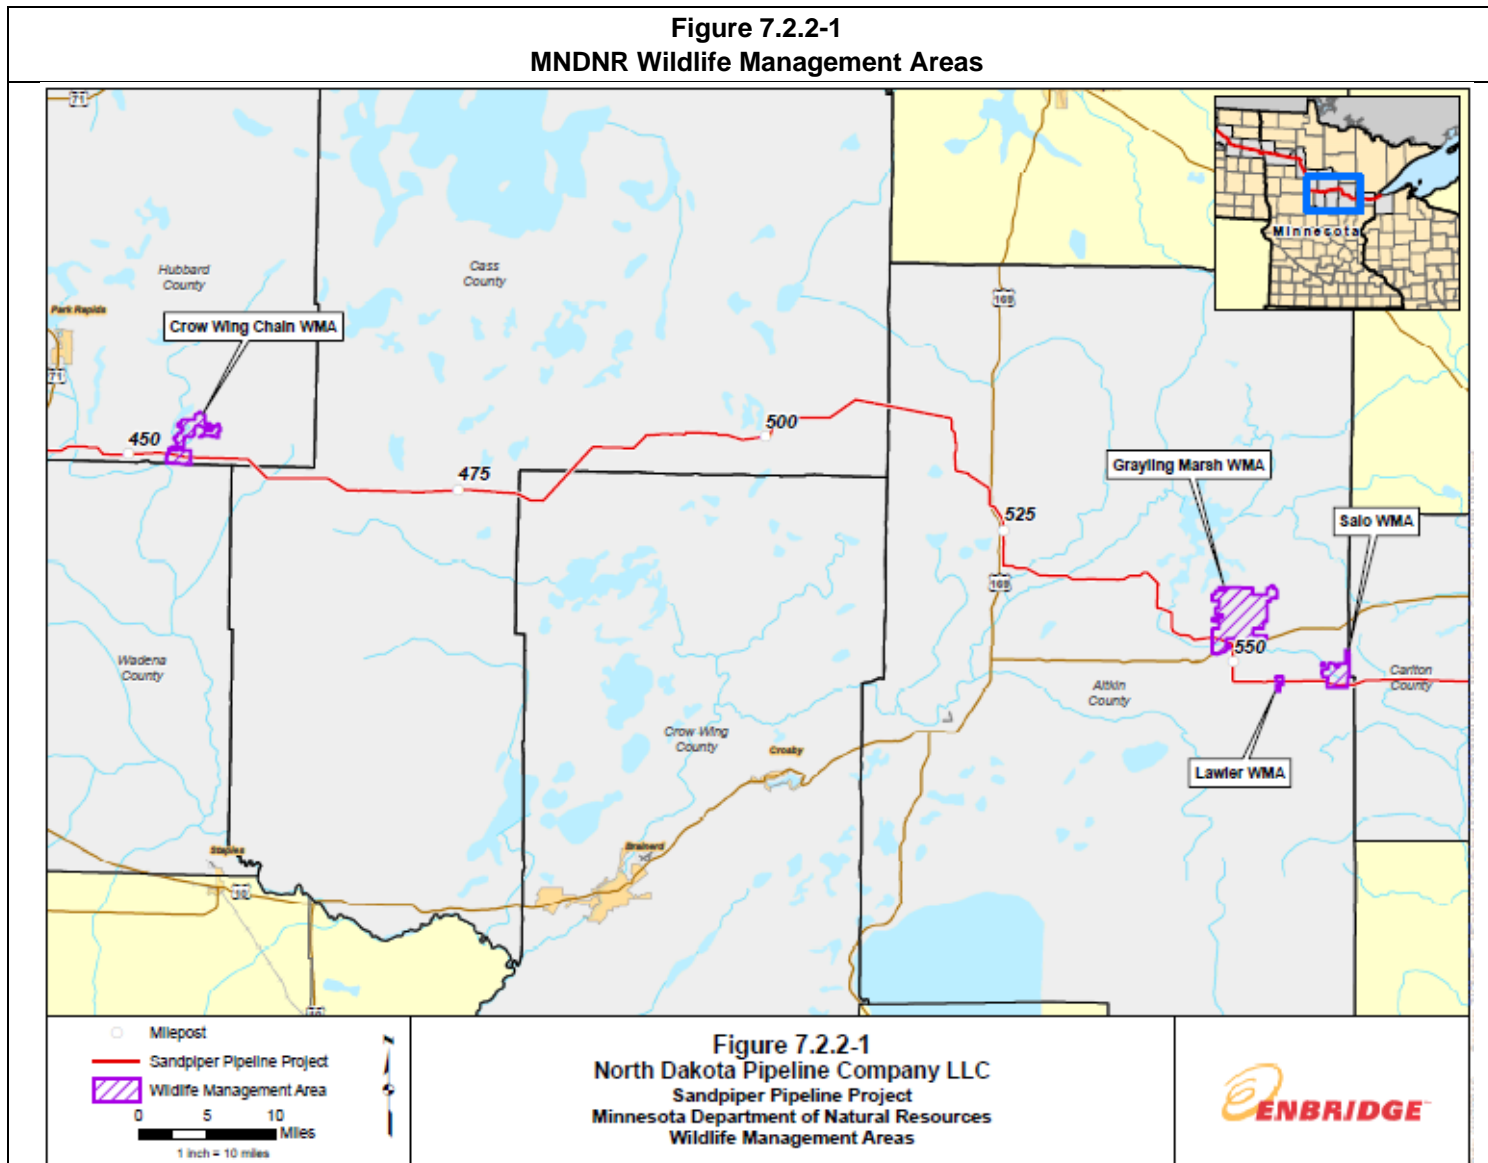 Figure 7.2.2-1
MNDNR Wildlife Management Areas
71
Minnesota
Hubbard
County
Cass
County
169
Park Rapids
Crow Wing Chain WMA
71
450
500
475
Grayling Marsh WMA
525
Salo WMA
169
550
Wadena
County
Carlton
County
Aitkin
County
Crow Wing
County
Crosby
Lawler WMA
Staples
Brainerd
10
Milepost
Sandpiper Pipeline Project
Wildlife Management Area
0 5 10
Miles
1 inch = 10 miles
N
Figure 7.2.2-1
North Dakota Pipeline Company LLC
Sandpiper Pipeline Project
Minnesota Department of Natural Resources
Wildlife Management Areas
ENBRIDGE